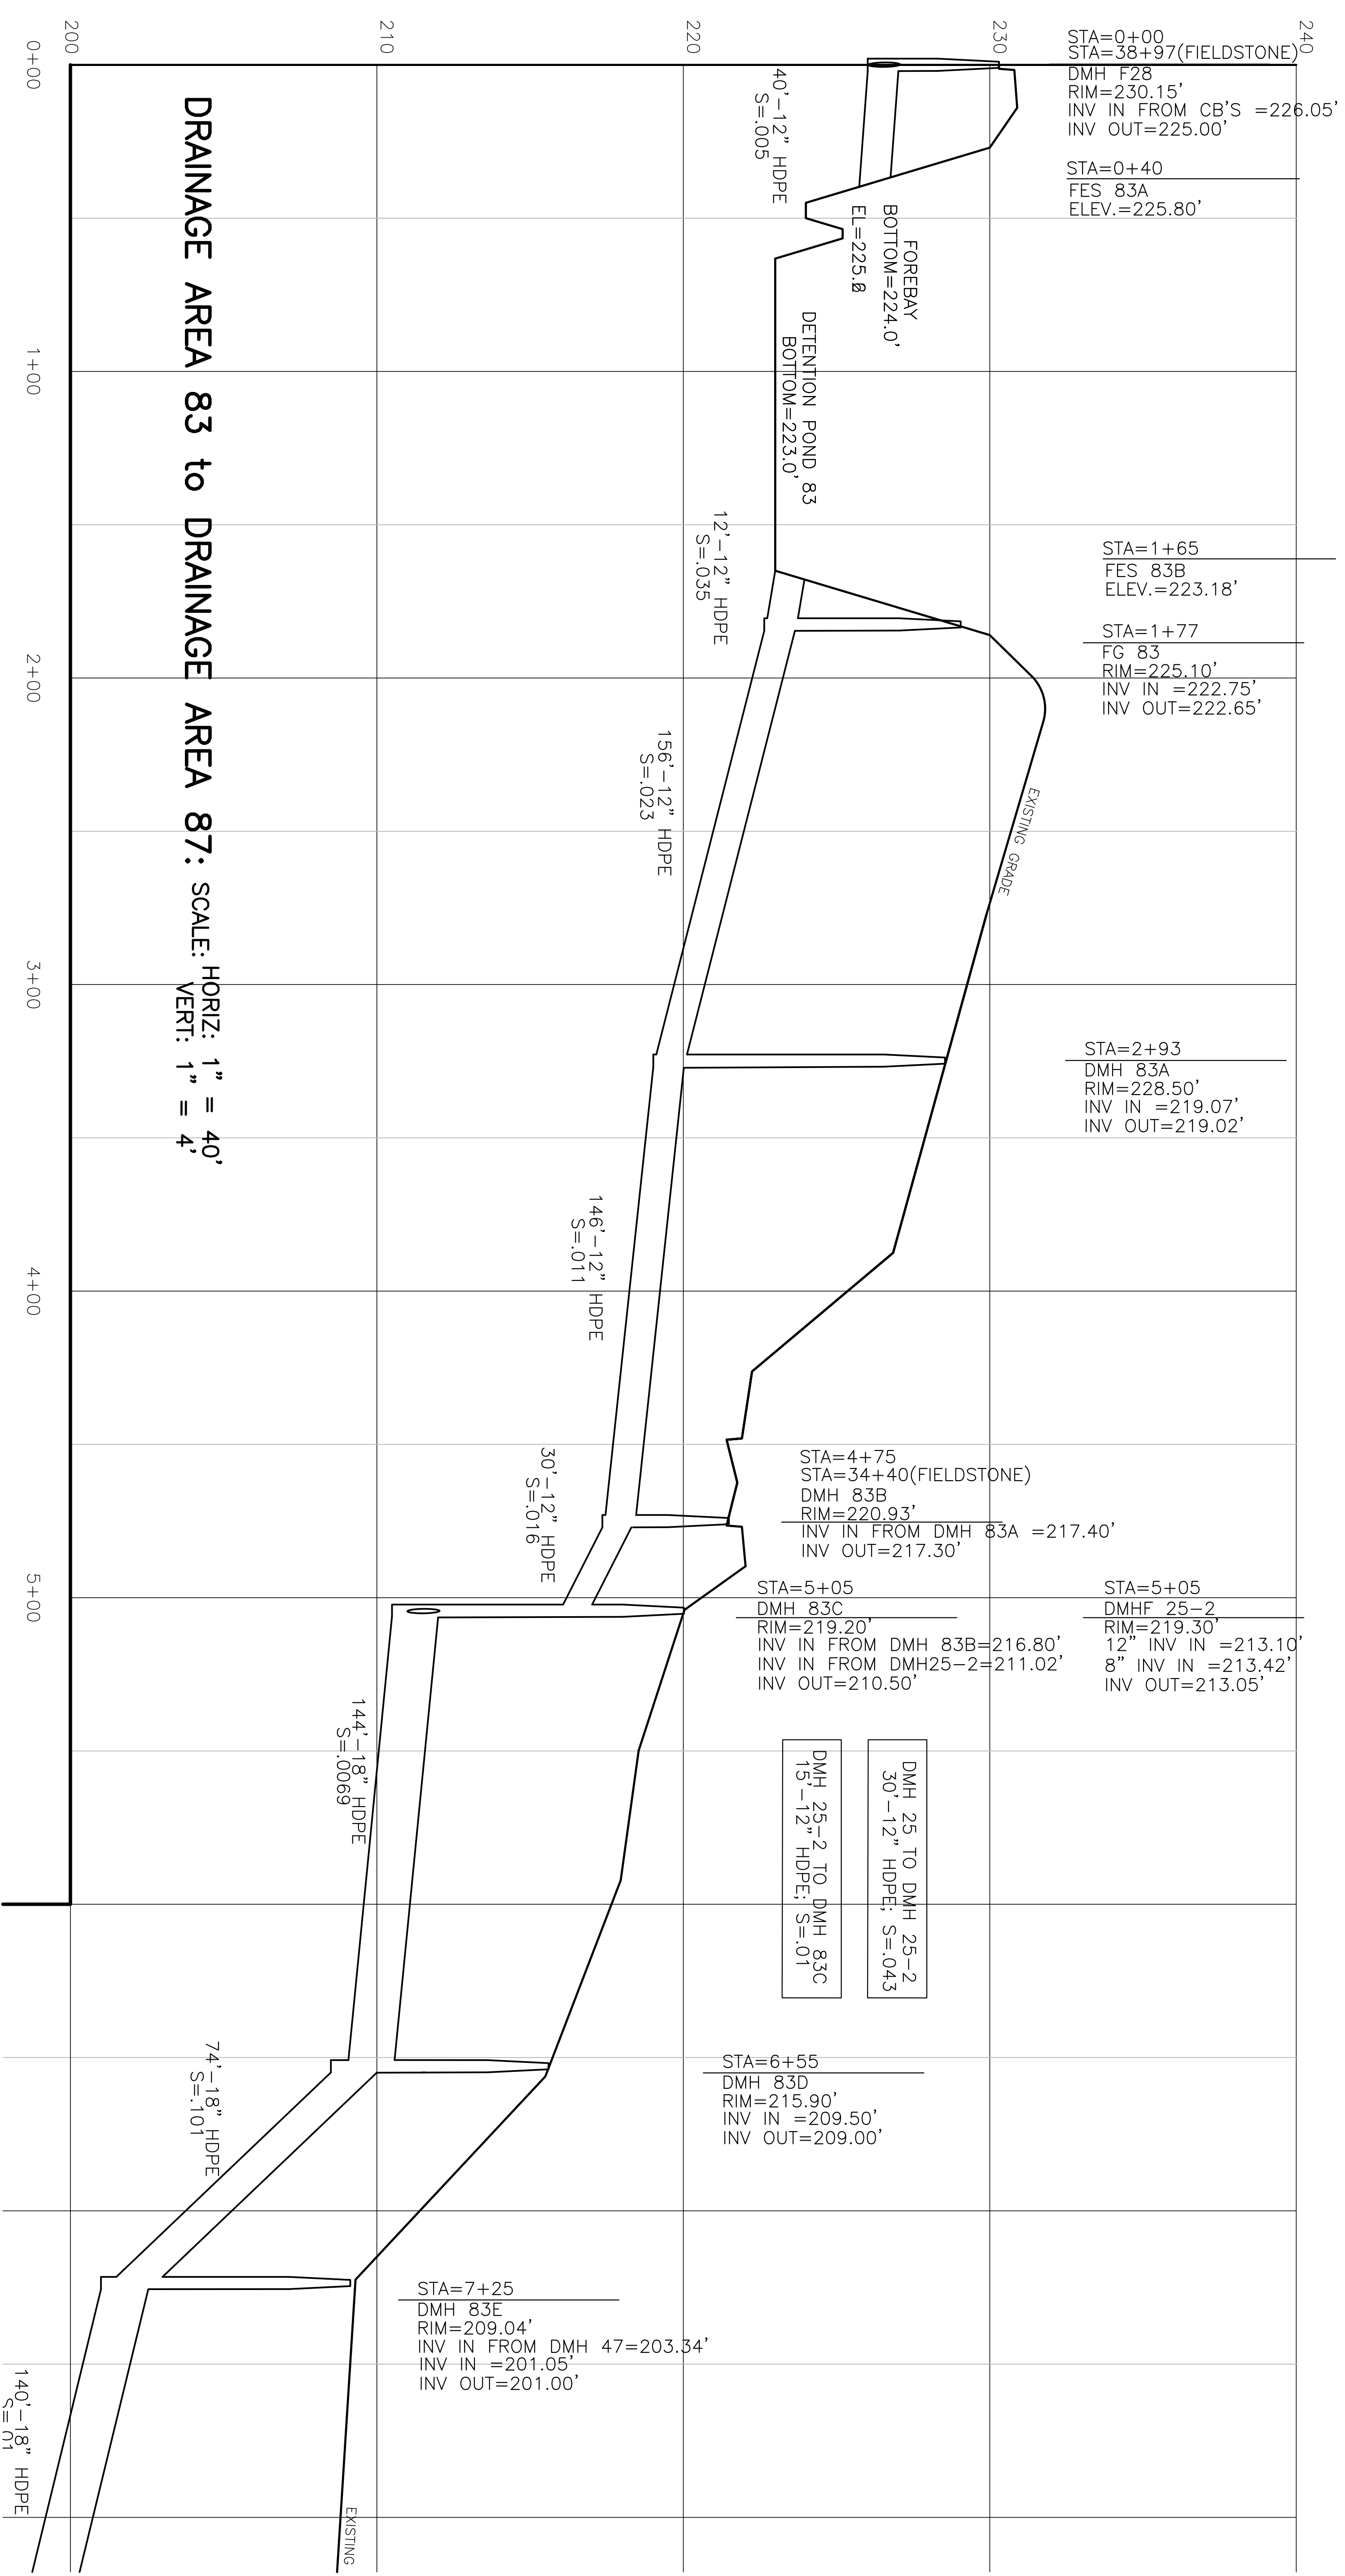 240
230
220
210
200
0+00
1+00
2+00
3+00
4+00
5+00
STA=0+00
STA=38+97(FIELDSTONE)
DMH F28
RIM=230.15'
INV IN FROM CB'S =226.05'
INV OUT=225.00'
STA=0+40
FES 83A
ELEV.=225.80'
40'-12" HDPE
S=.005
FOREBAY
BOTTOM=224.0'
DETENTION POND 83
BOTTOM=223.0'
STA=1+65
FES 83B
ELEV.=223.18'
STA=1+77
FG 83
RIM=225.10'
INV IN =222.75'
INV OUT=222.65'
12'-12" HDPE
S=.035
156'-12" HDPE
S=.023
EXISTING GRADE
STA=2+93
DMH 83A
RIM=228.50'
INV IN =219.07'
INV OUT=219.02'
146'-12" HDPE
S=.011
STA=4+75
STA=34+40(FIELDSTONE)
DMH 83B
RIM=220.93'
INV IN FROM DMH 83A =217.40'
INV OUT=217.30'
30'-12" HDPE
S=.016
STA=5+05
DMH 83C
RIM=219.20'
INV IN FROM DMH 83B=216.80'
INV IN FROM DMH25-2=211.02'
INV OUT=210.50'
STA=5+05
DMHF 25-2
RIM=219.30'
12" INV IN =213.10'
8" INV IN =213.42'
INV OUT=213.05'
DMH 25 TO DMH 25-2
30'-12" HDPE; S=.043
DMH 25-2 TO DMH 83C
15'-12" HDPE; S=.01
144'-18" HDPE
S=.0069
STA=6+55
DMH 83D
RIM=215.90'
INV IN =209.50'
INV OUT=209.00'
74'-18" HDPE
S=.101
STA=7+25
DMH 83E
RIM=209.04'
INV IN FROM DMH 47=203.34'
INV IN =201.05'
INV OUT=201.00'
140'-18" HDPE
S=.01
EXISTING
DRAINAGE AREA 83 to DRAINAGE AREA 87: SCALE: HORIZ: 1" = 40'
VERT: 1" = 4'